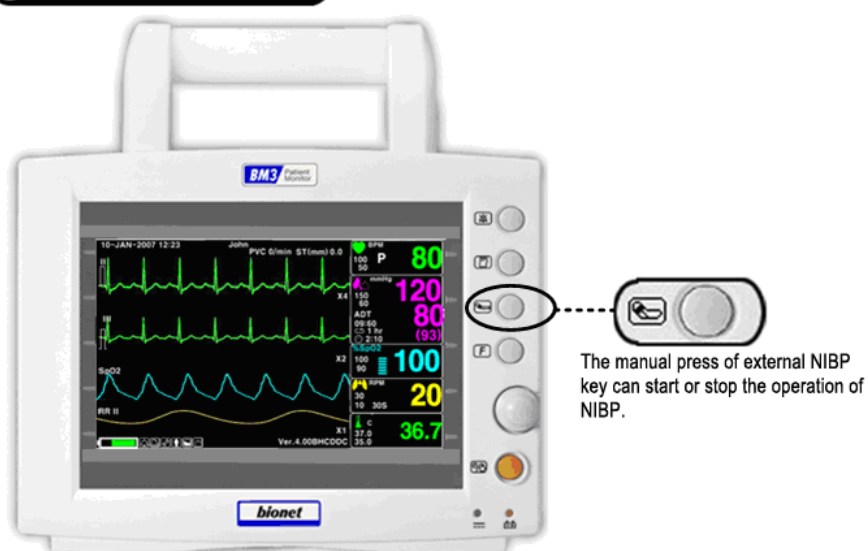 BM3 Patient Monitor
10-JAN-2007 12:23 John
PVC 0/min ST(mm) 0.0
II
X4
III
X2
SpO2
RR II
X1
Ver.4.00BHCDDC
BPM
100
50
P
80
mmHg
150
60
120
80
(93)
ADT
09:60
1 hr
2:10
%SpO2
100
90
100
RPM
30
10 30S
20
C
37.0
35.0
36.7
F
bionet
The manual press of external NIBP
key can start or stop the operation of
NIBP.